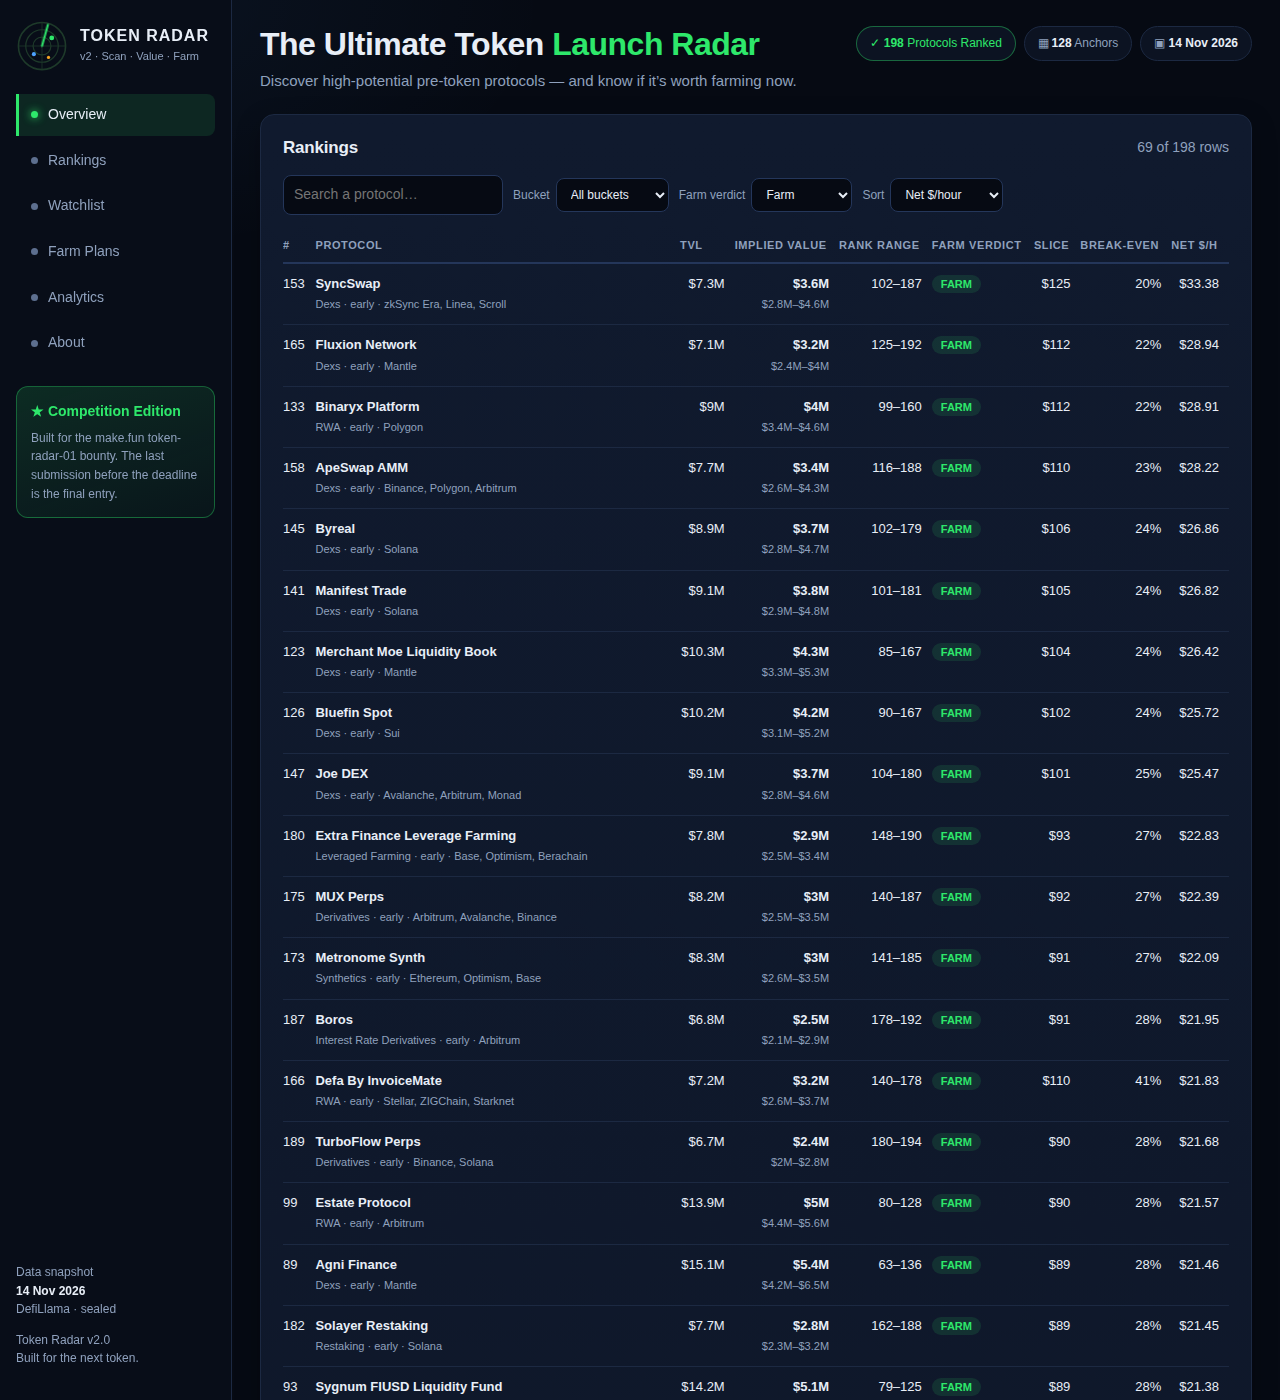 TOKEN RADAR
v2 · Scan · Value · Farm
Overview
Rankings
Watchlist
Farm Plans
Analytics
About
★ Competition Edition
Built for the make.fun token-
radar-01 bounty. The last
submission before the deadline
is the final entry.
Data snapshot
14 Nov 2026
DefiLlama · sealed
Token Radar v2.0
Built for the next token.
The Ultimate Token Launch Radar
Discover high-potential pre-token protocols — and know if it's worth farming now.
✓ 198 Protocols Ranked
128 Anchors
14 Nov 2026
Rankings
69 of 198 rows
Search a protocol…
Bucket All buckets Farm verdict Farm Sort Net $/hour
# PROTOCOL TVL IMPLIED VALUE RANK RANGE FARM VERDICT SLICE BREAK-EVEN NET $/H
153 SyncSwap $7.3M $3.6M 102–187 FARM $125 20% $33.38
Dexs · early · zkSync Era, Linea, Scroll $2.8M–$4.6M
165 Fluxion Network $7.1M $3.2M 125–192 FARM $112 22% $28.94
Dexs · early · Mantle $2.4M–$4M
133 Binaryx Platform $9M $4M 99–160 FARM $112 22% $28.91
RWA · early · Polygon $3.4M–$4.6M
158 ApeSwap AMM $7.7M $3.4M 116–188 FARM $110 23% $28.22
Dexs · early · Binance, Polygon, Arbitrum $2.6M–$4.3M
145 Byreal $8.9M $3.7M 102–179 FARM $106 24% $26.86
Dexs · early · Solana $2.8M–$4.7M
141 Manifest Trade $9.1M $3.8M 101–181 FARM $105 24% $26.82
Dexs · early · Solana $2.9M–$4.8M
123 Merchant Moe Liquidity Book $10.3M $4.3M 85–167 FARM $104 24% $26.42
Dexs · early · Mantle $3.3M–$5.3M
126 Bluefin Spot $10.2M $4.2M 90–167 FARM $102 24% $25.72
Dexs · early · Sui $3.1M–$5.2M
147 Joe DEX $9.1M $3.7M 104–180 FARM $101 25% $25.47
Dexs · early · Avalanche, Arbitrum, Monad $2.8M–$4.6M
180 Extra Finance Leverage Farming $7.8M $2.9M 148–190 FARM $93 27% $22.83
Leveraged Farming · early · Base, Optimism, Berachain $2.5M–$3.4M
175 MUX Perps $8.2M $3M 140–187 FARM $92 27% $22.39
Derivatives · early · Arbitrum, Avalanche, Binance $2.5M–$3.5M
173 Metronome Synth $8.3M $3M 141–185 FARM $91 27% $22.09
Synthetics · early · Ethereum, Optimism, Base $2.6M–$3.5M
187 Boros $6.8M $2.5M 178–192 FARM $91 28% $21.95
Interest Rate Derivatives · early · Arbitrum $2.1M–$2.9M
166 Defa By InvoiceMate $7.2M $3.2M 140–178 FARM $110 41% $21.83
RWA · early · Stellar, ZIGChain, Starknet $2.6M–$3.7M
189 TurboFlow Perps $6.7M $2.4M 180–194 FARM $90 28% $21.68
Derivatives · early · Binance, Solana $2M–$2.8M
99 Estate Protocol $13.9M $5M 80–128 FARM $90 28% $21.57
RWA · early · Arbitrum $4.4M–$5.6M
89 Agni Finance $15.1M $5.4M 63–136 FARM $89 28% $21.46
Dexs · early · Mantle $4.2M–$6.5M
182 Solayer Restaking $7.7M $2.8M 162–188 FARM $89 28% $21.45
Restaking · early · Solana $2.3M–$3.2M
93 Sygnum FIUSD Liquidity Fund $14.2M $5.1M 79–125 FARM $89 28% $21.38